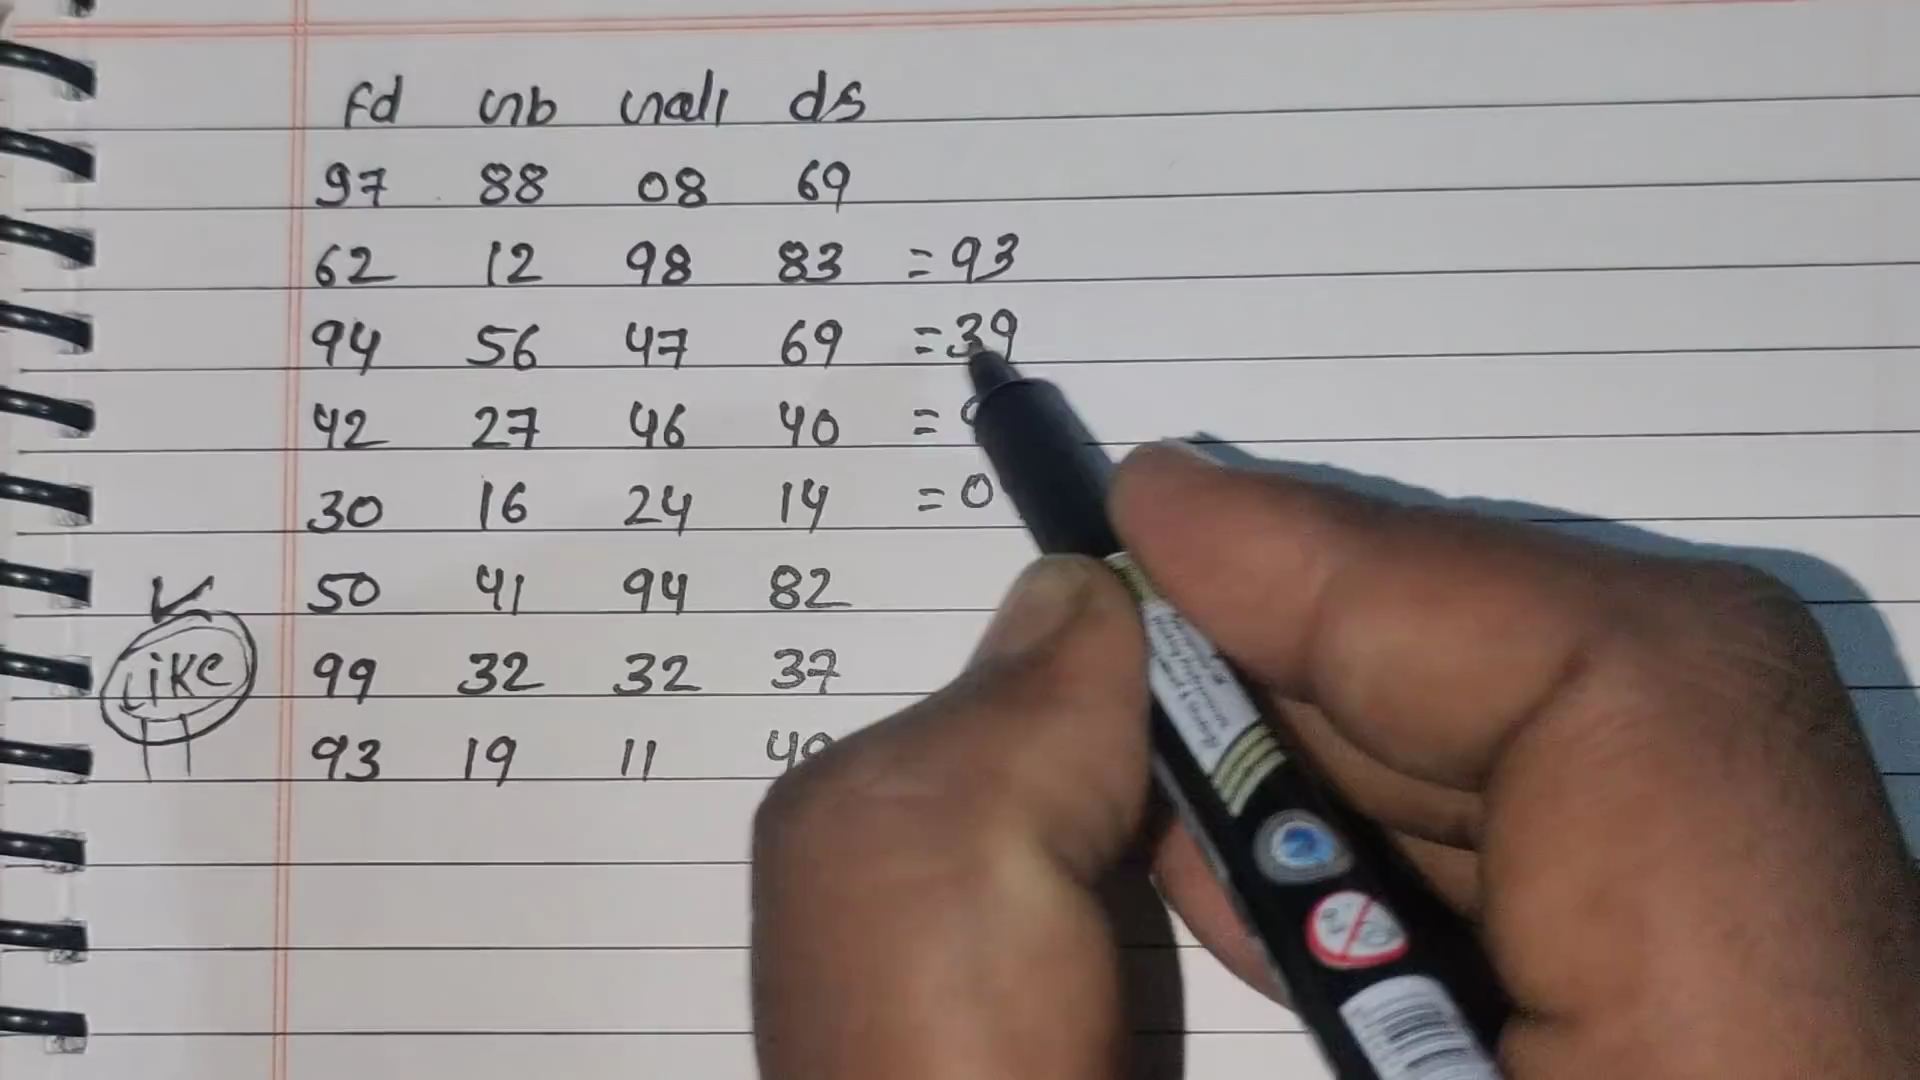 Fd gb gali ds
97 88 08 69
62 12 98 83 = 93
94 56 47 69 = 39
42 27 46 40 =
30 16 24 14 = 0
50 41 94 82
Like 99 32 32 37
93 19 11 49